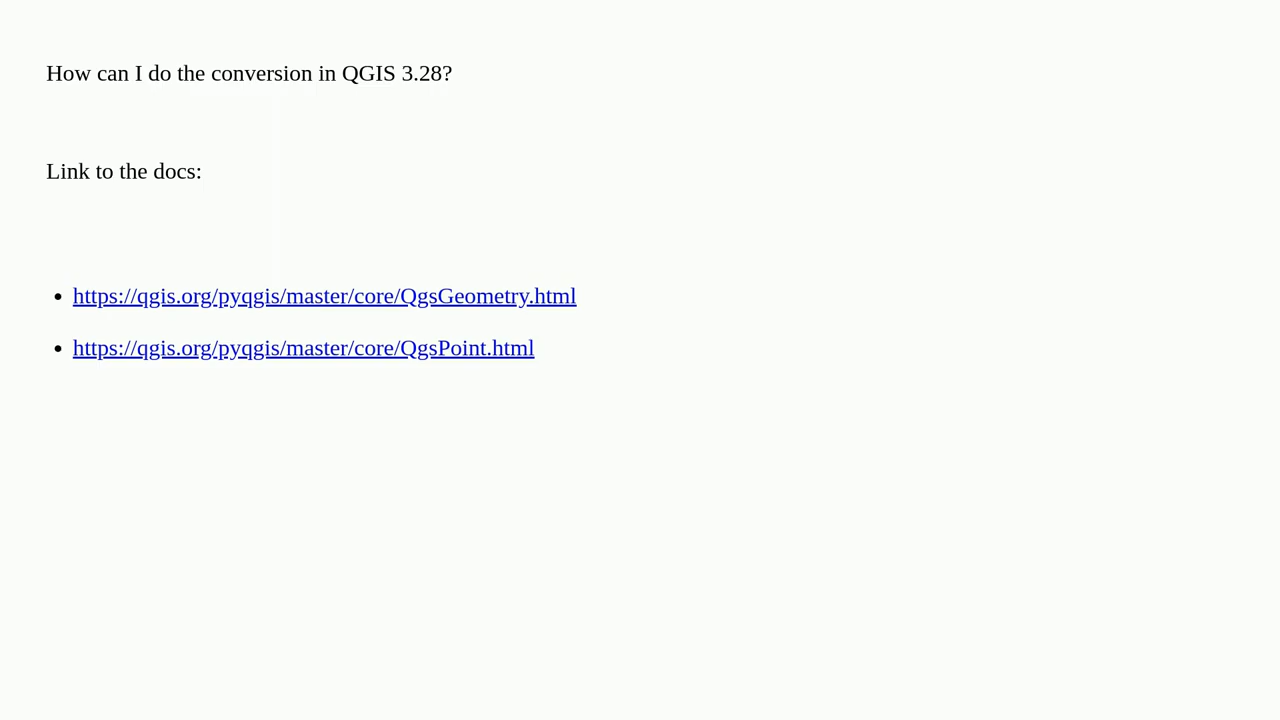 How can I do the conversion in QGIS 3.28?
Link to the docs:
• https://qgis.org/pyqgis/master/core/QgsGeometry.html
• https://qgis.org/pyqgis/master/core/QgsPoint.html